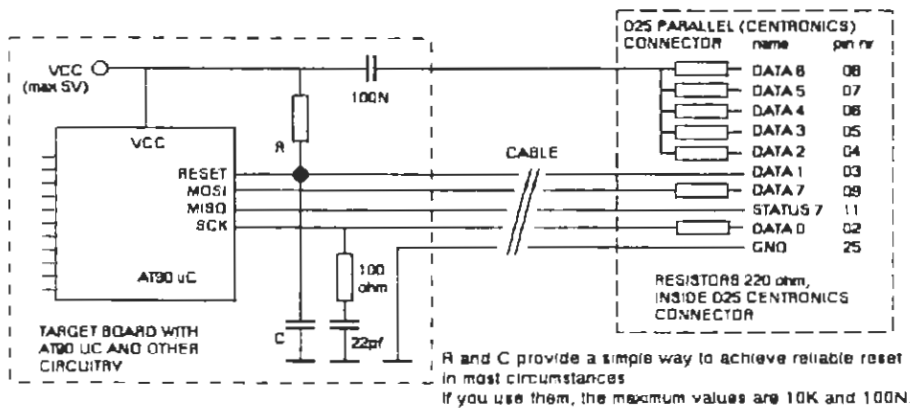 VCC
(max 5V)
100N
R
VCC
RESET
MOSI
MISO
SCK
AT90 uC
100
ohm
C
22pf
TARGET BOARD WITH
AT90 UC AND OTHER
CIRCUITRY
CABLE
D25 PARALLEL (CENTRONICS)
CONNECTOR name pin nr
DATA 6 08
DATA 5 07
DATA 4 06
DATA 3 05
DATA 2 04
DATA 1 03
DATA 7 09
STATUS 7 11
DATA 0 02
GND 25
RESISTORS 220 ohm,
INSIDE D25 CENTRONICS
CONNECTOR
R and C provide a simple way to achieve reliable reset
in most circumstances
If you use them, the maximum values are 10K and 100N